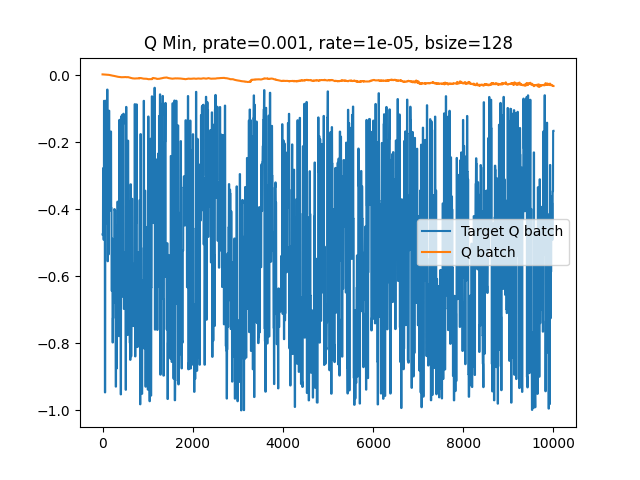 Q Min, prate=0.001, rate=1e-05, bsize=128
0.0
−0.2
−0.4
−0.6
−0.8
−1.0
Target Q batch
Q batch
0 2000 4000 6000 8000 10000